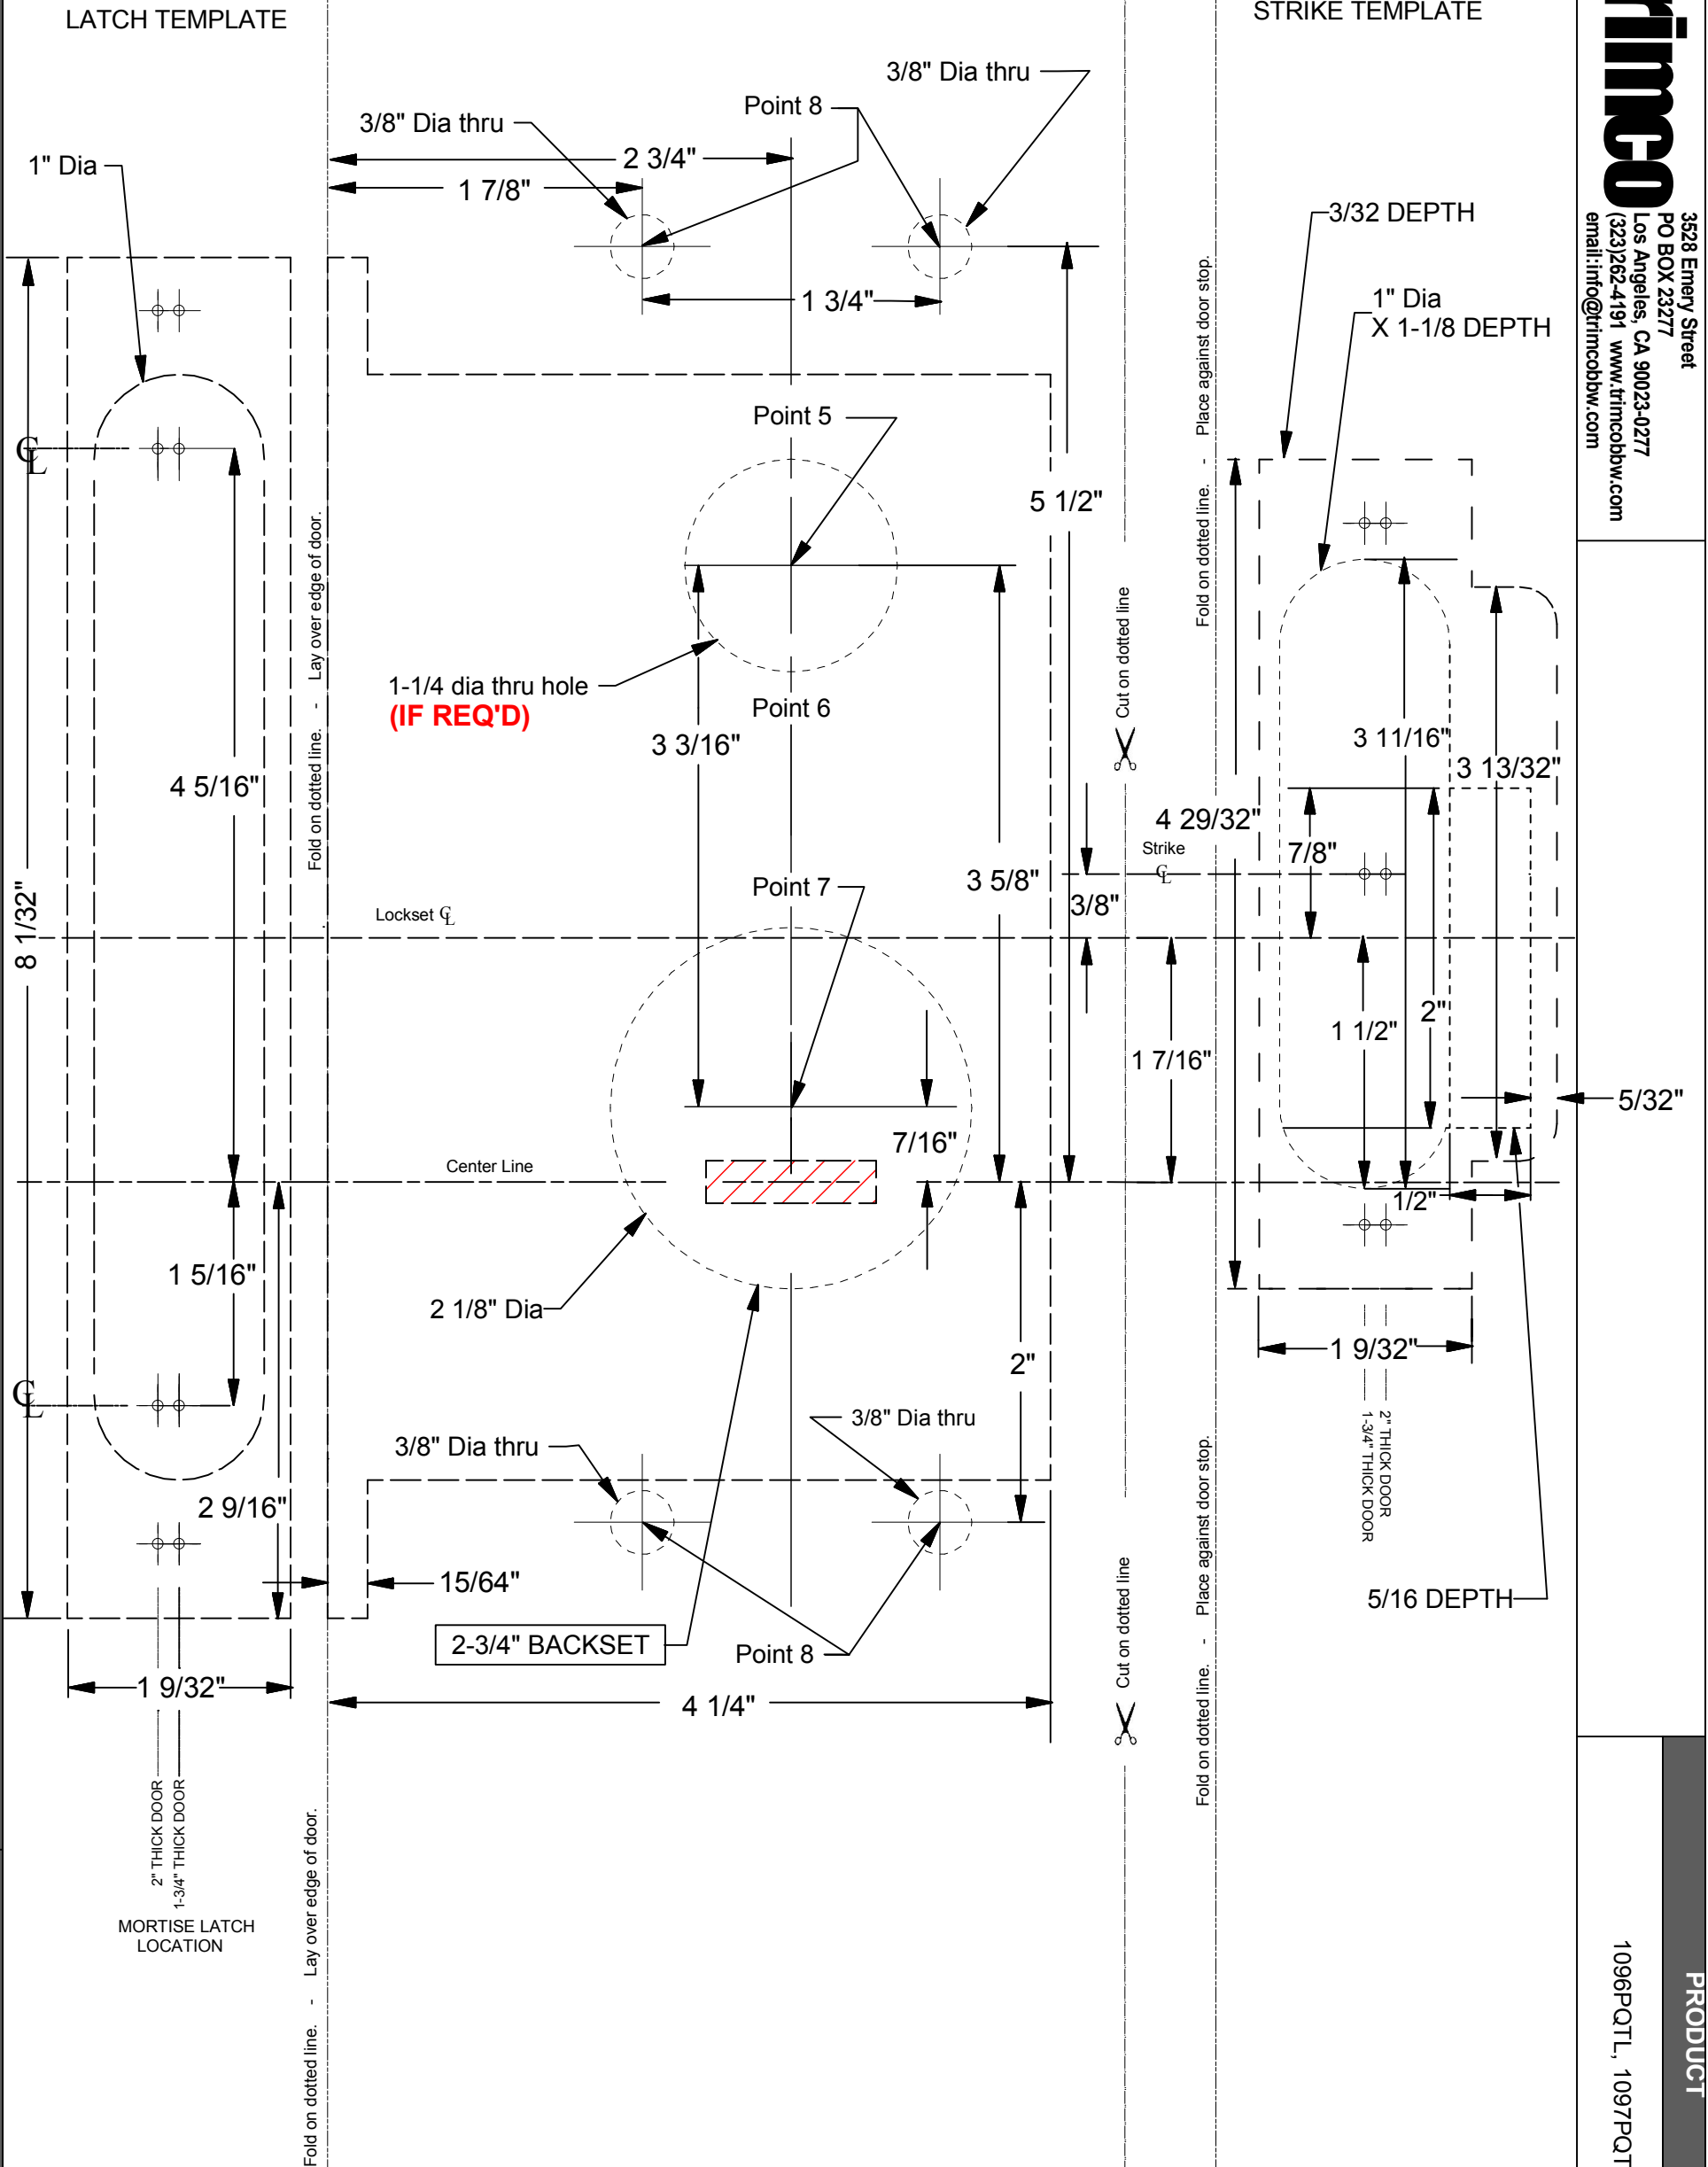 LATCH TEMPLATE
STRIKE TEMPLATE
3528 Emery Street
PO BOX 23277
Los Angeles, CA 90023-0277
(323)262-4191 www.trimcobbw.com
email:info@trimcobbw.com
3/8" Dia thru
Point 8
3/8" Dia thru
1" Dia
2 3/4"
1 7/8"
3/32 DEPTH
1 3/4"
1" Dia
X 1-1/8 DEPTH
Point 5
5 1/2"
Fold on dotted line. - Lay over edge of door.
Fold on dotted line. - Place against door stop.
Cut on dotted line
1-1/4 dia thru hole
(IF REQ'D)
Point 6
3 3/16"
3 11/16"
3 13/32"
4 5/16"
4 29/32"
Strike CL
7/8"
Point 7
3 5/8"
3/8"
CL
8 1/32"
Lockset CL
2"
1 1/2"
1 7/16"
5/32"
7/16"
Center Line
1/2"
1 5/16"
2 1/8" Dia
2"
1 9/32"
CL
3/8" Dia thru
3/8" Dia thru
2" THICK DOOR
1-3/4" THICK DOOR
2 9/16"
15/64"
5/16 DEPTH
2-3/4" BACKSET
Point 8
Cut on dotted line
Fold on dotted line. - Place against door stop.
1 9/32"
4 1/4"
2" THICK DOOR
1-3/4" THICK DOOR
MORTISE LATCH
LOCATION
Fold on dotted line. - Lay over edge of door.
PRODUCT
1096PQTL, 1097PQT